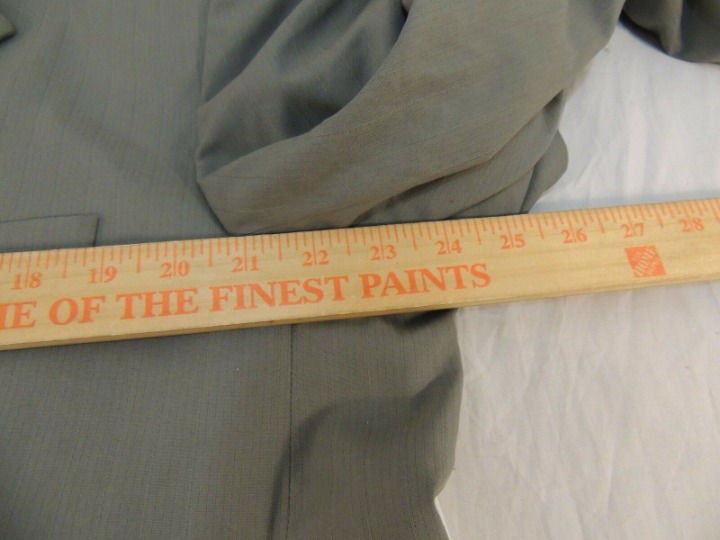 18 19 20 21 22 23 24 25 26 27 28
OF THE FINEST PAINTS